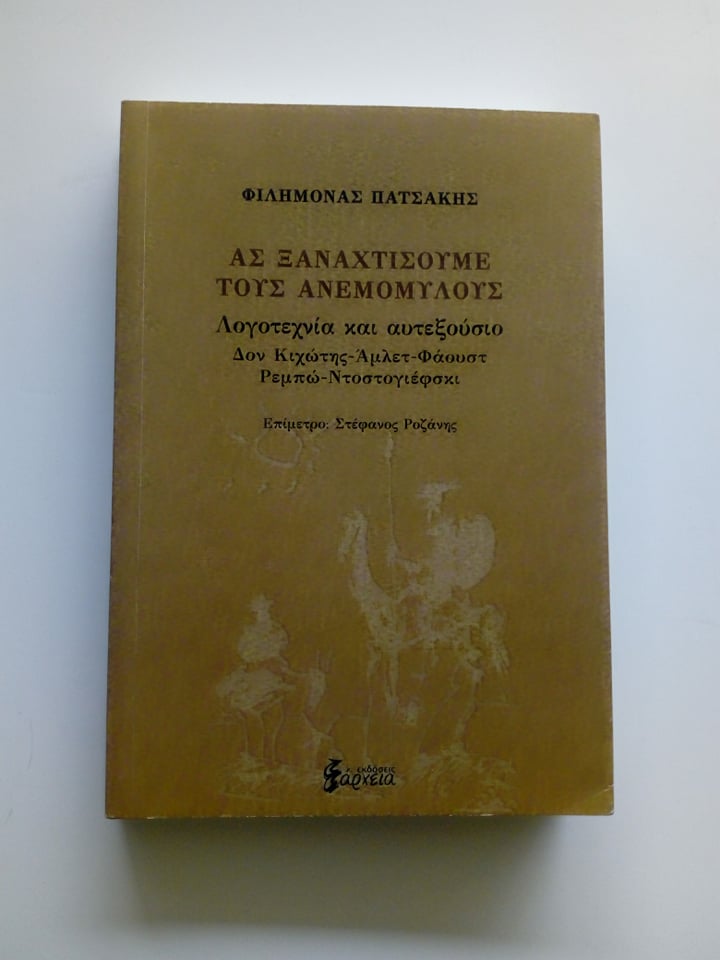 ΦΙΛΗΜΟΝΑΣ ΠΑΤΣΑΚΗΣ
ΑΣ ΞΑΝΑΧΤΙΣΟΥΜΕ
ΤΟΥΣ ΑΝΕΜΟΜΥΛΟΥΣ
Λογοτεχνία και αυτεξούσιο
Δον Κιχώτης-Άμλετ-Φάουστ
Ρεμπώ-Ντοστογιέφσκι
Επίμετρο: Στέφανος Ροζάνης
εκδόσεις
Εξάρχεια